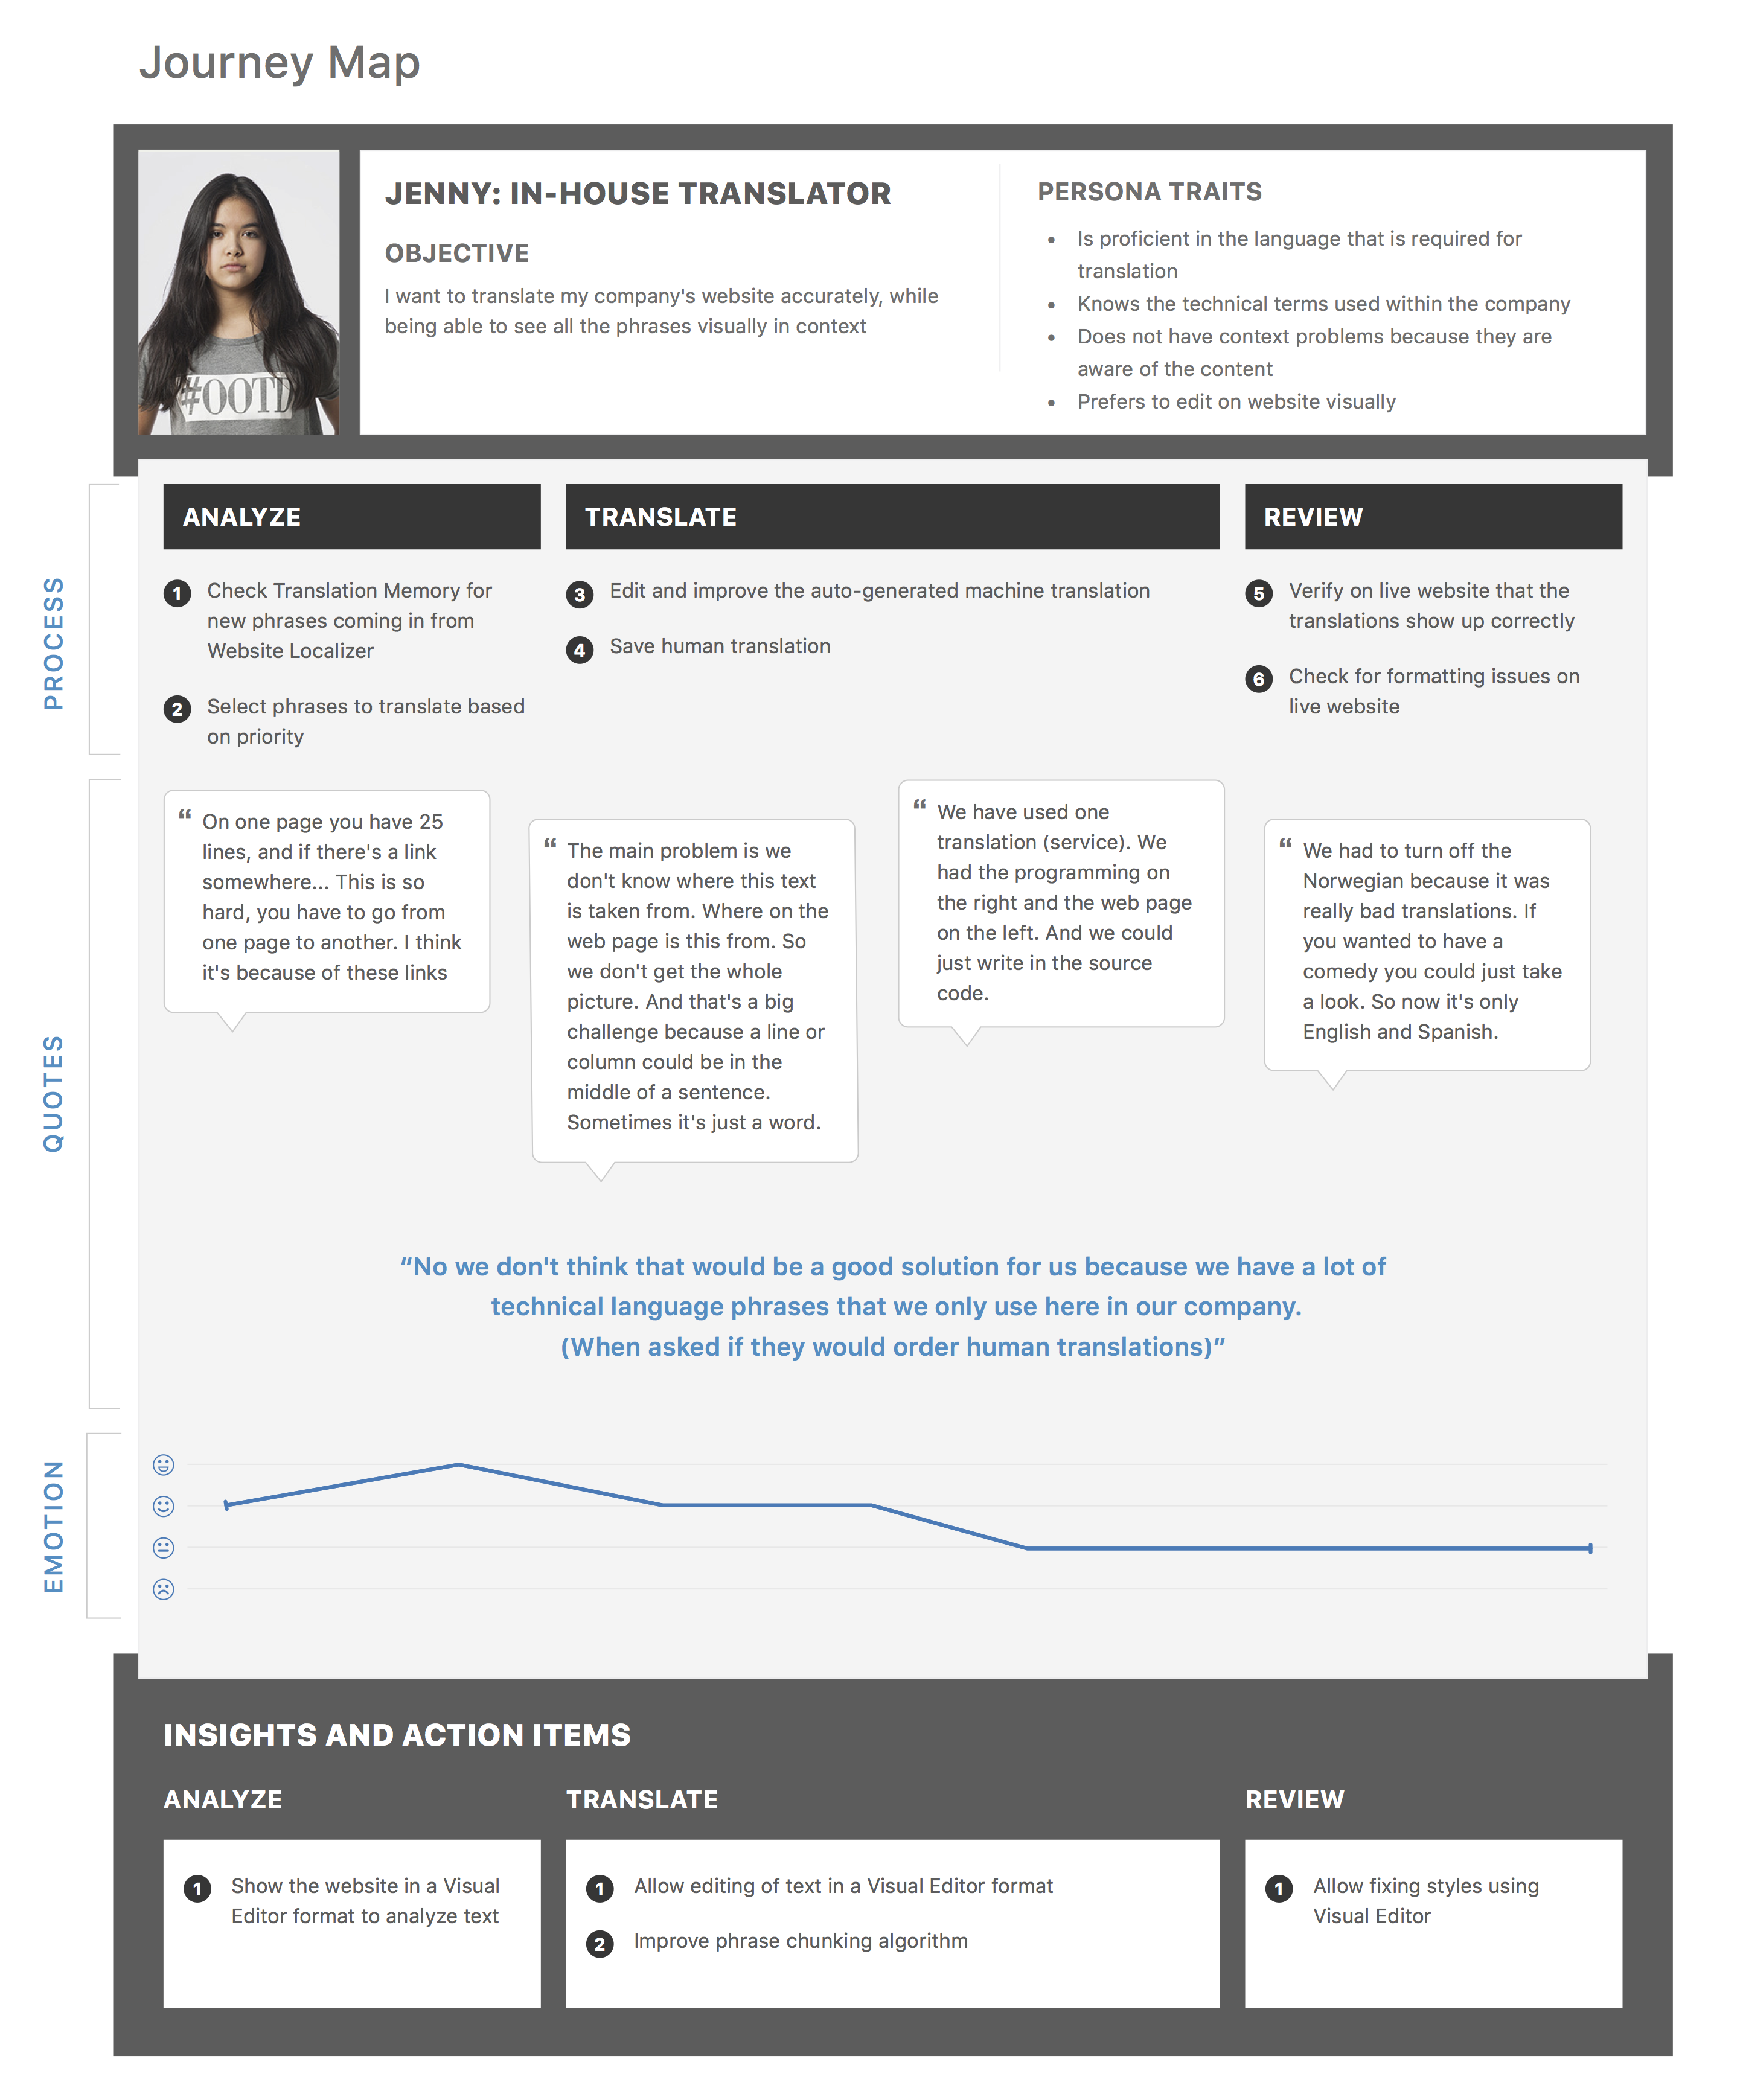 Journey Map
JENNY: IN-HOUSE TRANSLATOR
OBJECTIVE
I want to translate my company's website accurately, while
being able to see all the phrases visually in context
PERSONA TRAITS
• Is proficient in the language that is required for
translation
• Knows the technical terms used within the company
• Does not have context problems because they are
aware of the content
• Prefers to edit on website visually
#OOTD
PROCESS
ANALYZE
1 Check Translation Memory for
new phrases coming in from
Website Localizer
2 Select phrases to translate based
on priority
TRANSLATE
3 Edit and improve the auto-generated machine translation
4 Save human translation
REVIEW
5 Verify on live website that the
translations show up correctly
6 Check for formatting issues on
live website
QUOTES
“ On one page you have 25
lines, and if there's a link
somewhere... This is so
hard, you have to go from
one page to another. I think
it's because of these links
“ The main problem is we
don't know where this text
is taken from. Where on the
web page is this from. So
we don't get the whole
picture. And that's a big
challenge because a line or
column could be in the
middle of a sentence.
Sometimes it's just a word.
“ We have used one
translation (service). We
had the programming on
the right and the web page
on the left. And we could
just write in the source
code.
“ We had to turn off the
Norwegian because it was
really bad translations. If
you wanted to have a
comedy you could just take
a look. So now it's only
English and Spanish.
“No we don't think that would be a good solution for us because we have a lot of
technical language phrases that we only use here in our company.
(When asked if they would order human translations)”
EMOTION
INSIGHTS AND ACTION ITEMS
ANALYZE
1 Show the website in a Visual
Editor format to analyze text
TRANSLATE
1 Allow editing of text in a Visual Editor format
2 Improve phrase chunking algorithm
REVIEW
1 Allow fixing styles using
Visual Editor